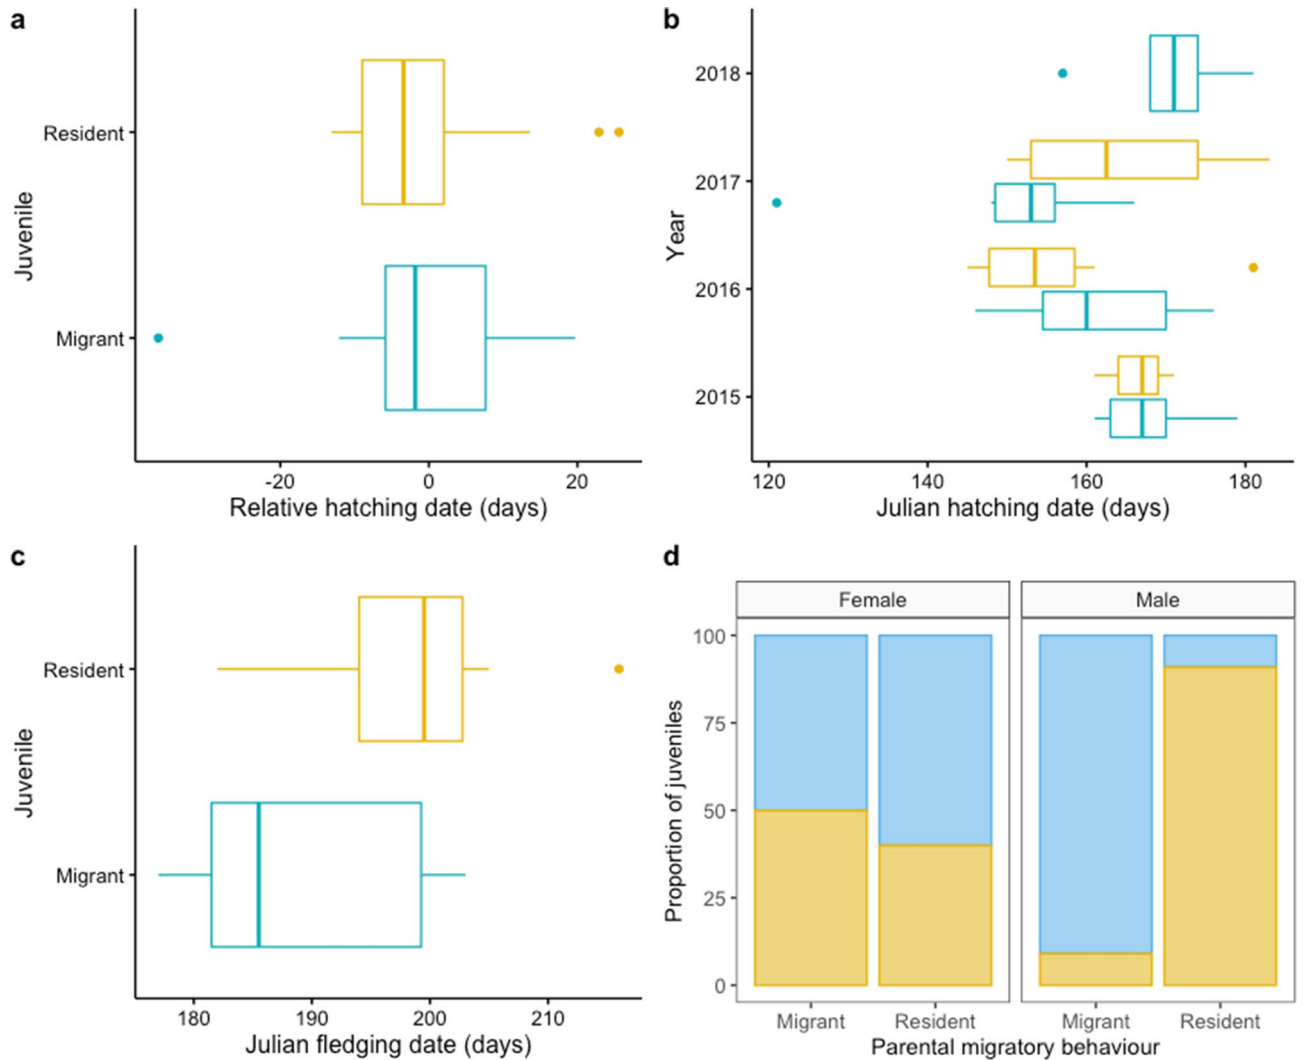 a
Juvenile
Resident
Migrant
-20 0 20
Relative hatching date (days)
b
Year
2018
2017
2016
2015
120 140 160 180
Julian hatching date (days)
c
Juvenile
Resident
Migrant
180 190 200 210
Julian fledging date (days)
d
Female Male
Proportion of juveniles
100
75
50
25
0
Migrant Resident Migrant Resident
Parental migratory behaviour